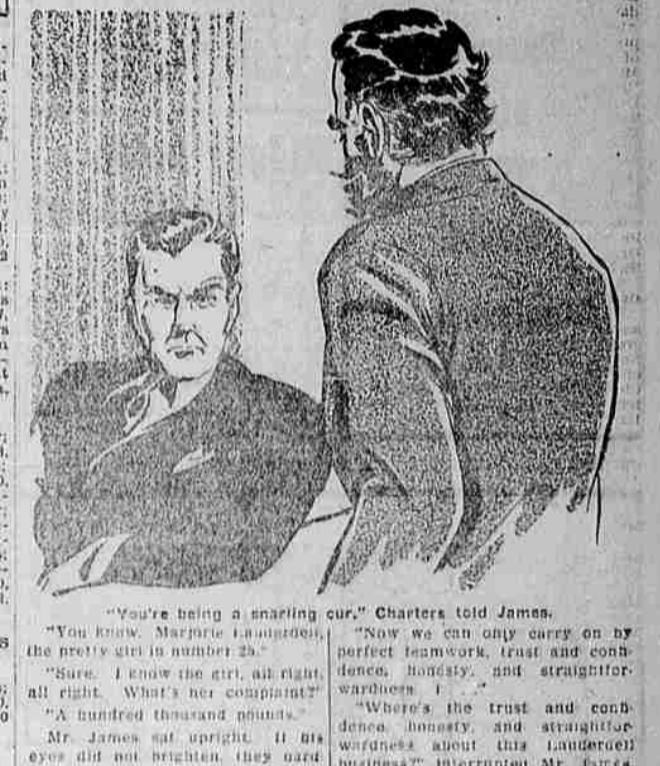 "You're being a snarling cur," Charters told James.
"You know, Marjorie Lauderdell,
the pretty girl in number 25."
"Sure. I know the girl, all right,
all right. What's her complaint?"
"A hundred thousand pounds."
Mr. James sat upright. If his
eyes did not brighten, they hard
"Now we can only carry on by
perfect teamwork, trust and confi-
dence, honesty, and straightfor-
wardness. I . . ."
"Where's the trust and confi-
dence, honesty, and straightfor-
wardness about this Lauderdell
business?" interrupted Mr. James.